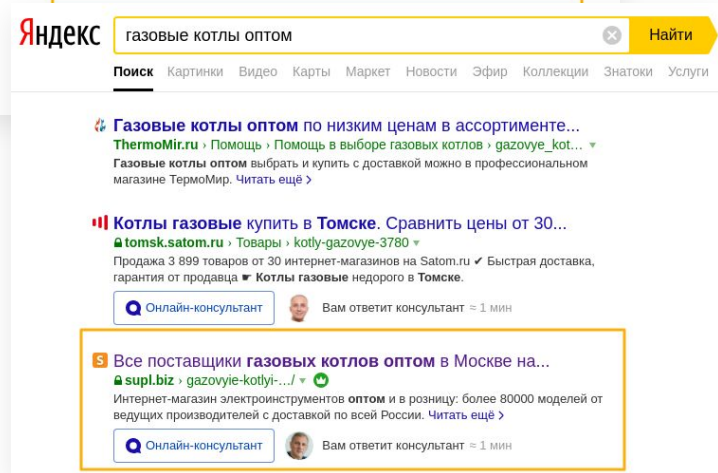 Яндекс газовые котлы оптом Найти
Поиск Картинки Видео Карты Маркет Новости Эфир Коллекции Знатоки Услуги
Газовые котлы оптом по низким ценам в ассортименте...
ThermoMir.ru › Помощь › Помощь в выборе газовых котлов › gazovye_kot...
Газовые котлы оптом выбрать и купить с доставкой можно в профессиональном
магазине ТермоМир. Читать ещё >
Котлы газовые купить в Томске. Сравнить цены от 30...
tomsk.satom.ru › Товары › kotly-gazovye-3780
Продажа 3 899 товаров от 30 интернет-магазинов на Satom.ru ✔ Быстрая доставка,
гарантия от продавца ☛ Котлы газовые недорого в Томске.
Онлайн-консультант Вам ответит консультант ≈ 1 мин
S Все поставщики газовых котлов оптом в Москве на...
supl.biz › gazovyie-kotlyi-.../
Интернет-магазин электроинструментов оптом и в розницу: более 80000 моделей от
ведущих производителей с доставкой по всей России. Читать ещё >
Онлайн-консультант Вам ответит консультант ≈ 1 мин